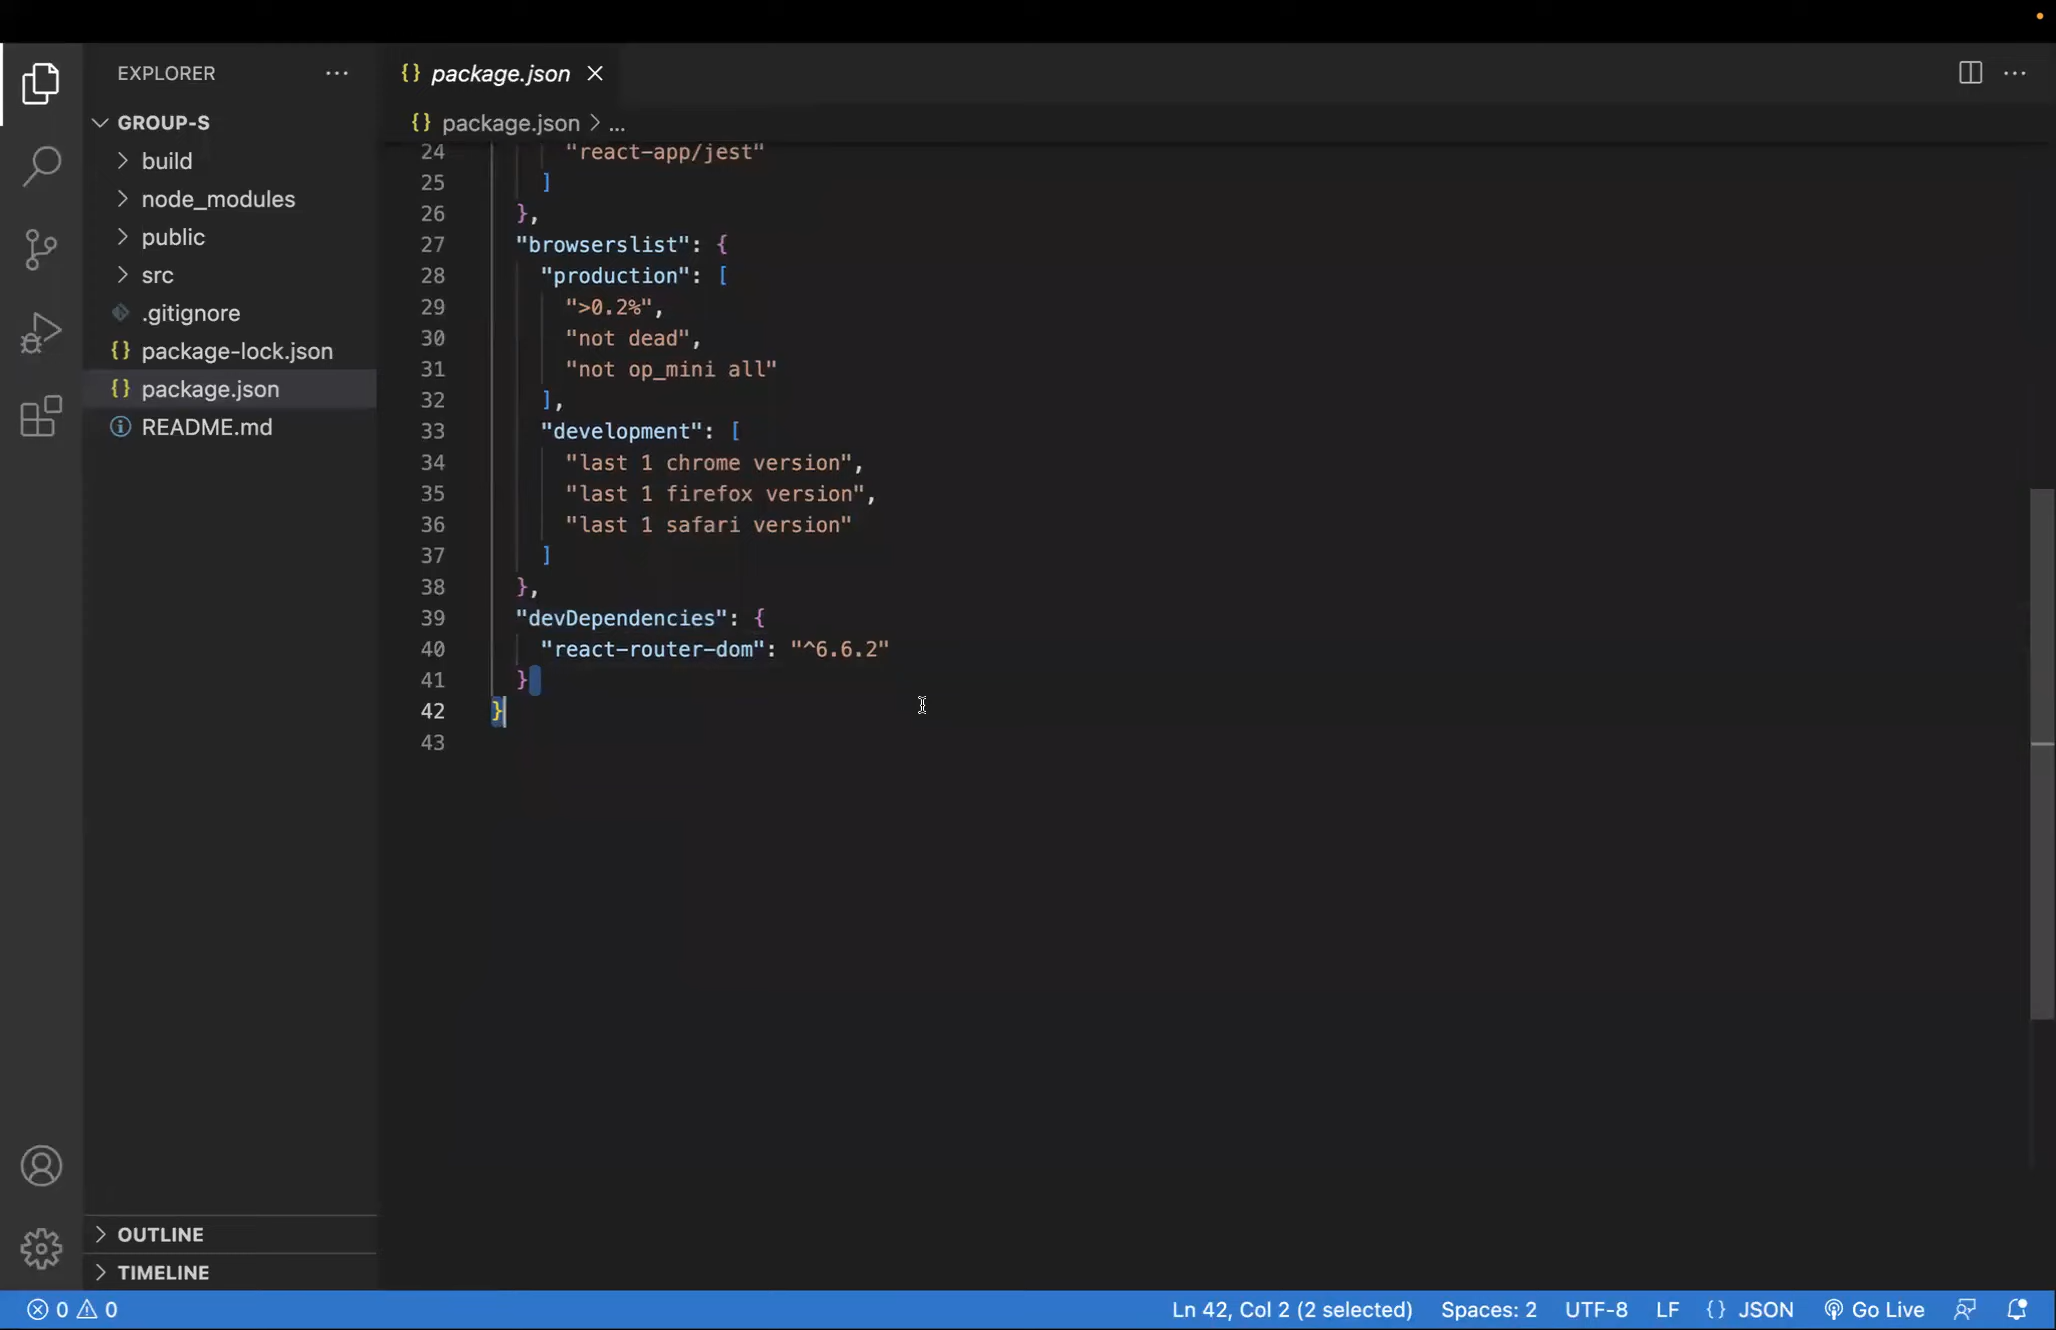 EXPLORER
GROUP-S
build
node_modules
public
src
.gitignore
{} package-lock.json
{} package.json
README.md
OUTLINE
TIMELINE
{} package.json
{} package.json > ...
24 "react-app/jest"
25 ]
26 },
27 "browserslist": {
28 "production": [
29 ">0.2%",
30 "not dead",
31 "not op_mini all"
32 ],
33 "development": [
34 "last 1 chrome version",
35 "last 1 firefox version",
36 "last 1 safari version"
37 ]
38 },
39 "devDependencies": {
40 "react-router-dom": "^6.6.2"
41 }
42 }
43
0 0 Ln 42, Col 2 (2 selected) Spaces: 2 UTF-8 LF {} JSON Go Live